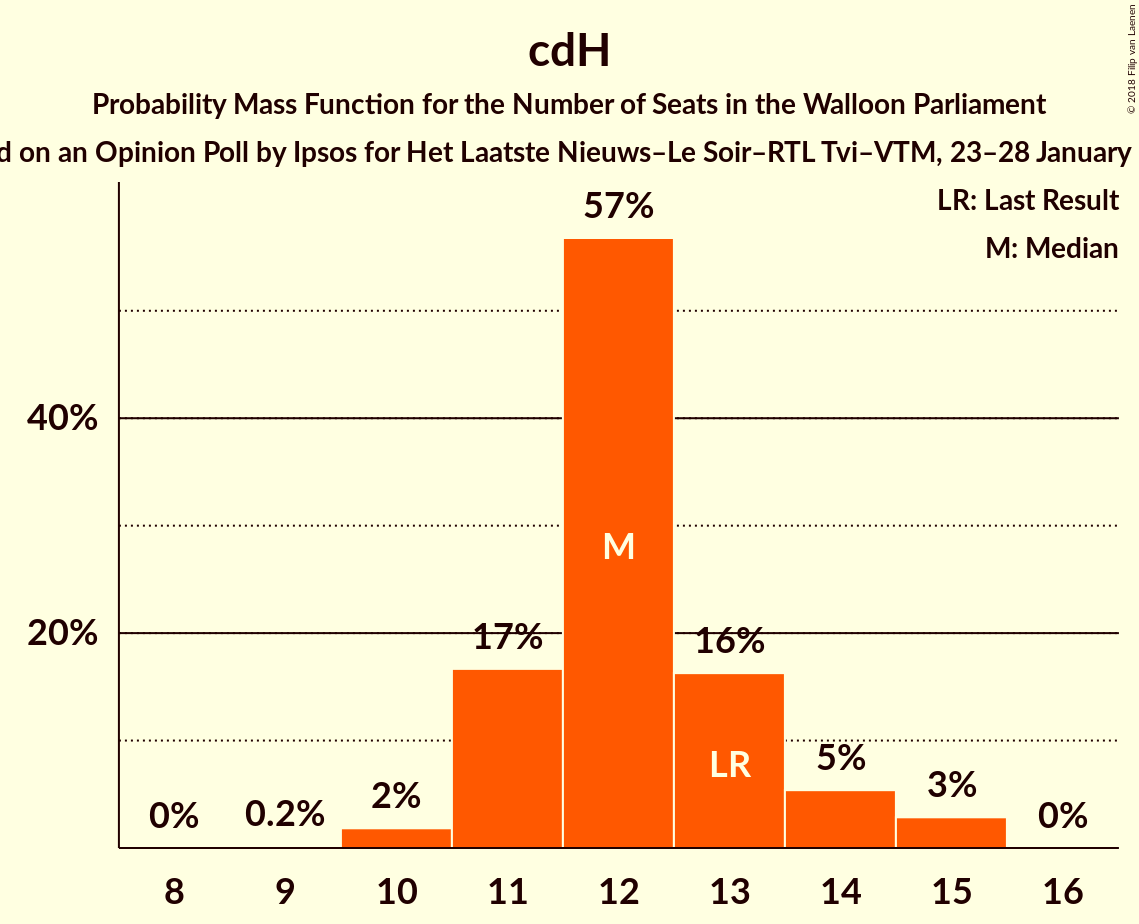 cdH
Probability Mass Function for the Number of Seats in the Walloon Parliament
on an Opinion Poll by Ipsos for Het Laatste Nieuws–Le Soir–RTL Tvi–VTM, 23–28 January
© 2018 Filip van Laenen
LR: Last Result
M: Median
57%
40%
M
20%
17%
16%
LR
5%
3%
2%
0%
0.2%
0%
8 9 10 11 12 13 14 15 16